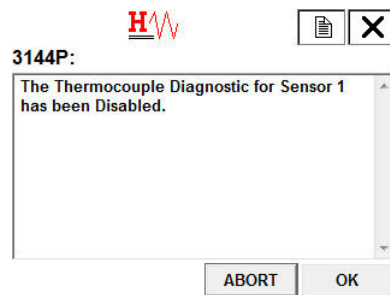 H
3144P:
The Thermocouple Diagnostic for Sensor 1
has been Disabled.
ABORT OK